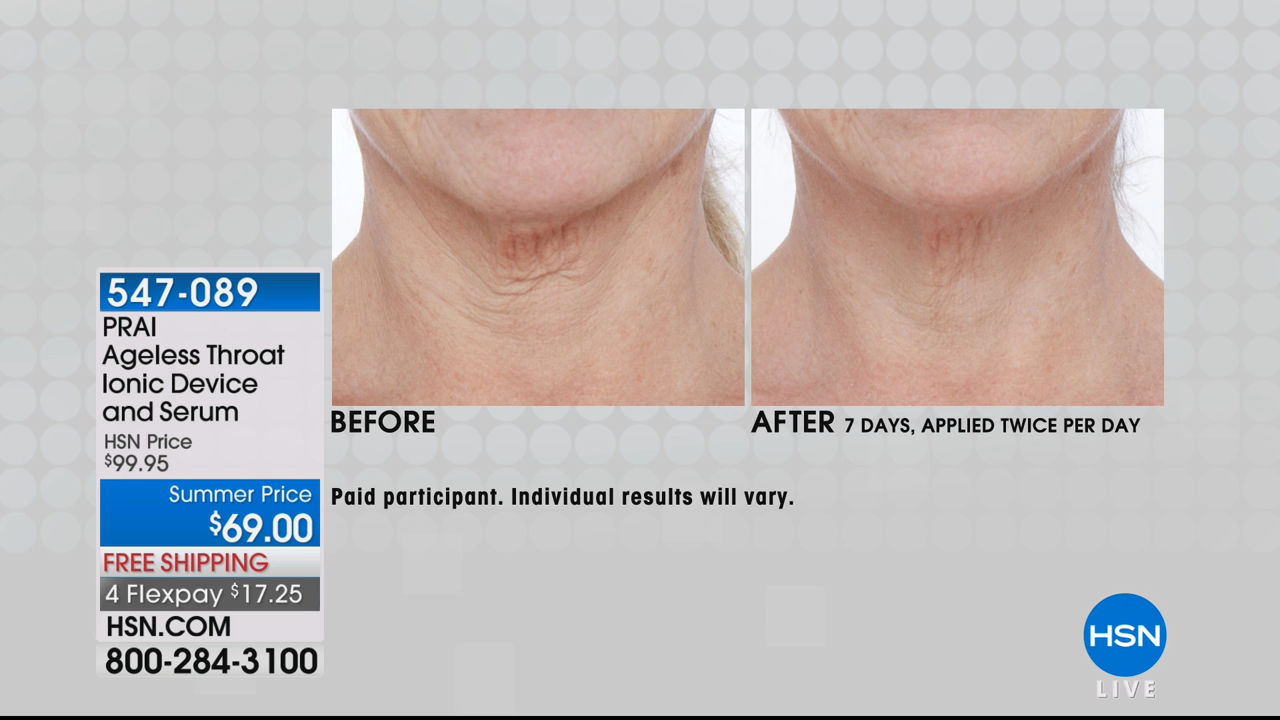 547-089
PRAI
Ageless Throat
Ionic Device
and Serum
HSN Price
$99.95
Summer Price
$69.00
FREE SHIPPING
4 Flexpay $17.25
HSN.COM
800-284-3100
BEFORE
AFTER 7 DAYS, APPLIED TWICE PER DAY
Paid participant. Individual results will vary.
HSN
LIVE